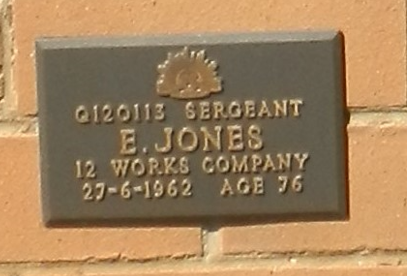 Q120113 SERGEANT
E. JONES
12 WORKS COMPANY
27-6-1962 AGE 76